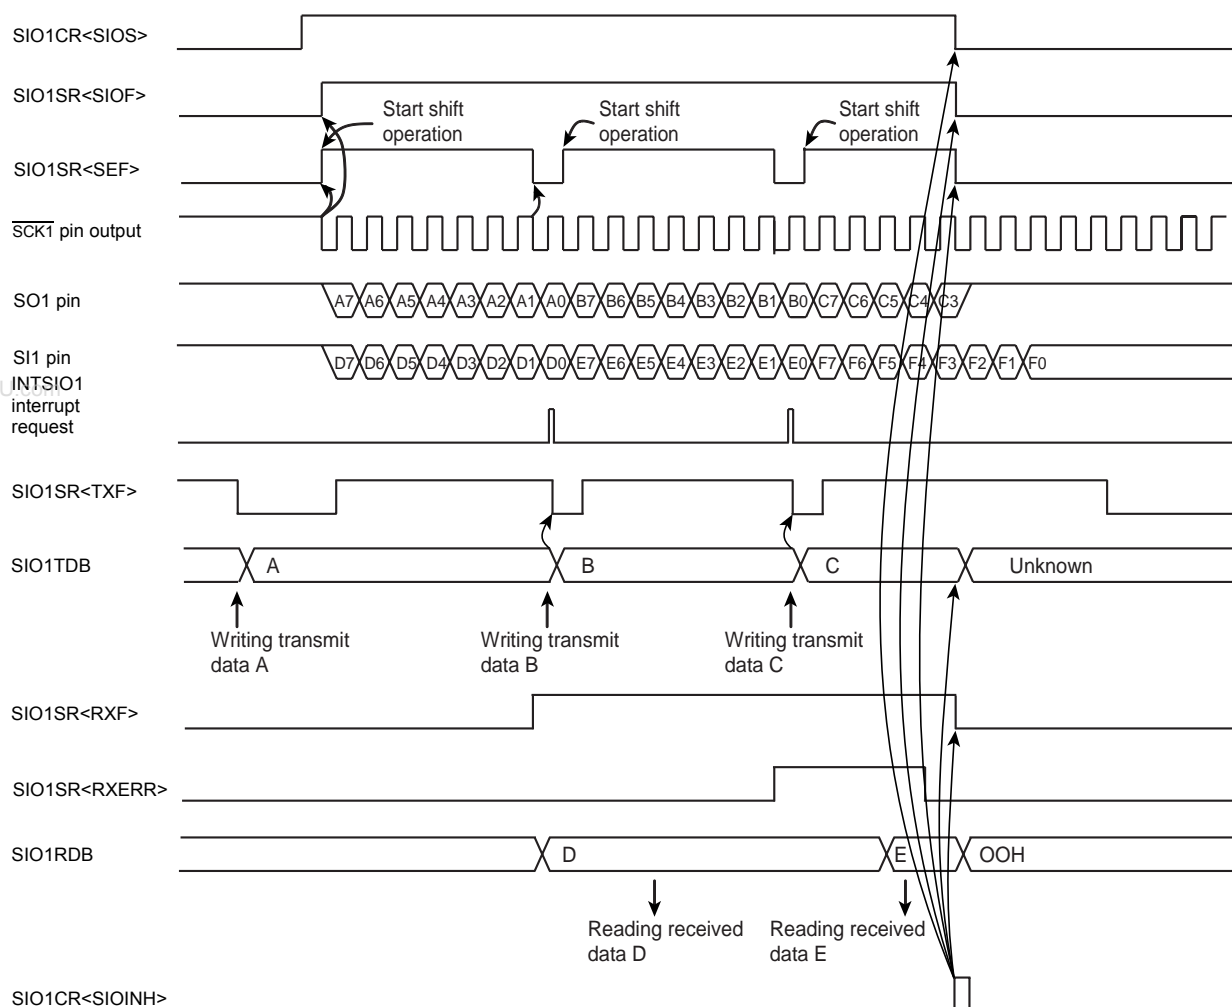 SIO1CR<SIOS>
SIO1SR<SIOF>
Start shift
operation
Start shift
operation
Start shift
operation
SIO1SR<SEF>
SCK1 pin output
SO1 pin
A7 A6 A5 A4 A3 A2 A1 A0 B7 B6 B5 B4 B3 B2 B1 B0 C7 C6 C5 C4 C3
SI1 pin
D7 D6 D5 D4 D3 D2 D1 D0 E7 E6 E5 E4 E3 E2 E1 E0 F7 F6 F5 F4 F3 F2 F1 F0
INTSIO1
interrupt
request
SIO1SR<TXF>
SIO1TDB
A B C Unknown
Writing transmit
data A
Writing transmit
data B
Writing transmit
data C
SIO1SR<RXF>
SIO1SR<RXERR>
SIO1RDB
D E OOH
Reading received
data D
Reading received
data E
SIO1CR<SIOINH>